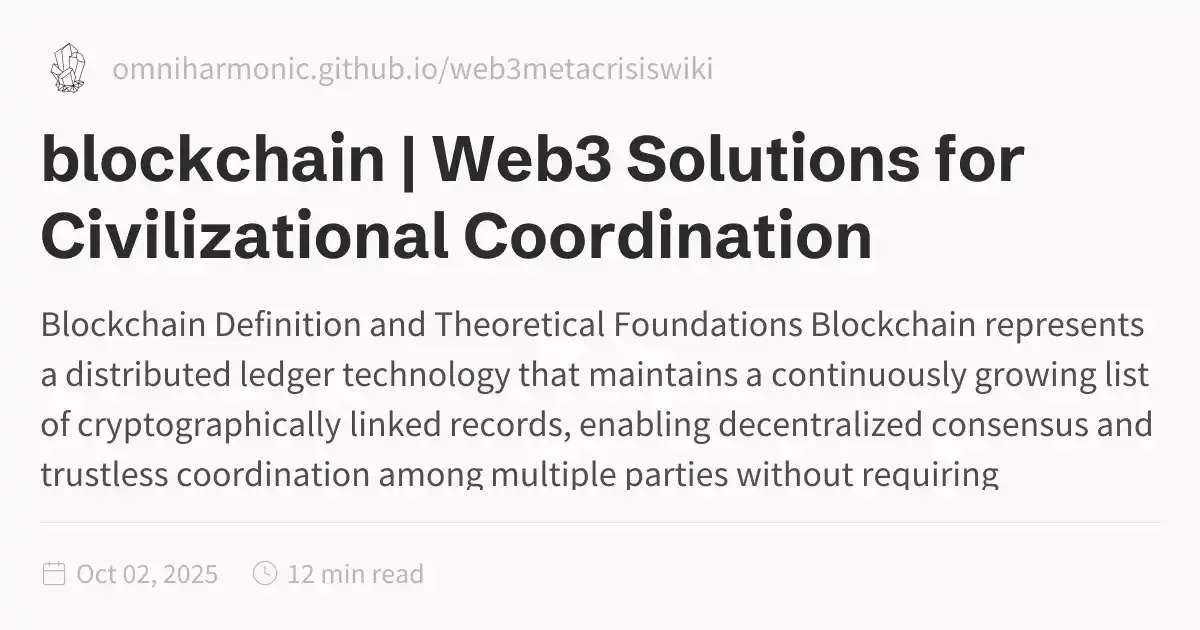 omniharmonic.github.io/web3metacrisiswiki
blockchain | Web3 Solutions for
Civilizational Coordination
Blockchain Definition and Theoretical Foundations Blockchain represents
a distributed ledger technology that maintains a continuously growing list
of cryptographically linked records, enabling decentralized consensus and
trustless coordination among multiple parties without requiring
Oct 02, 2025 12 min read